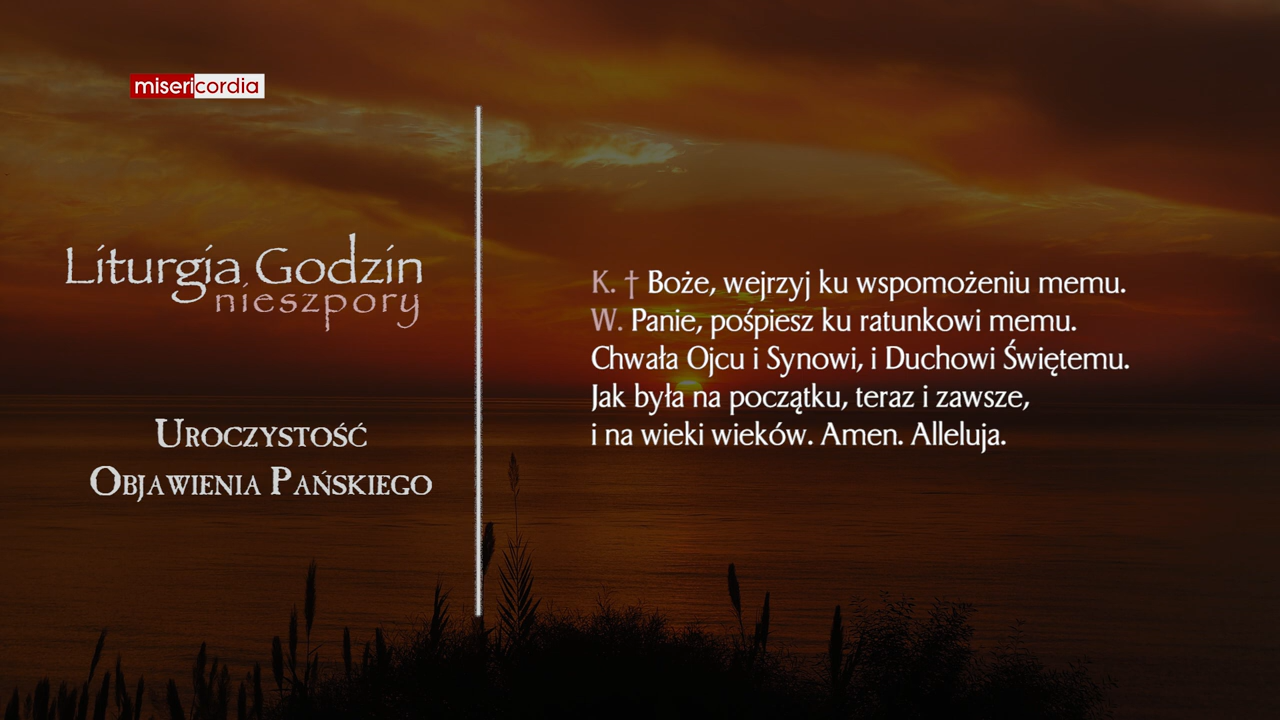 misericordia
Liturgia Godzin
nieszpory
Uroczystość
Objawienia Pańskiego
K. † Boże, wejrzyj ku wspomożeniu memu.
W. Panie, pośpiesz ku ratunkowi memu.
Chwała Ojcu i Synowi, i Duchowi Świętemu.
Jak była na początku, teraz i zawsze,
i na wieki wieków. Amen. Alleluja.